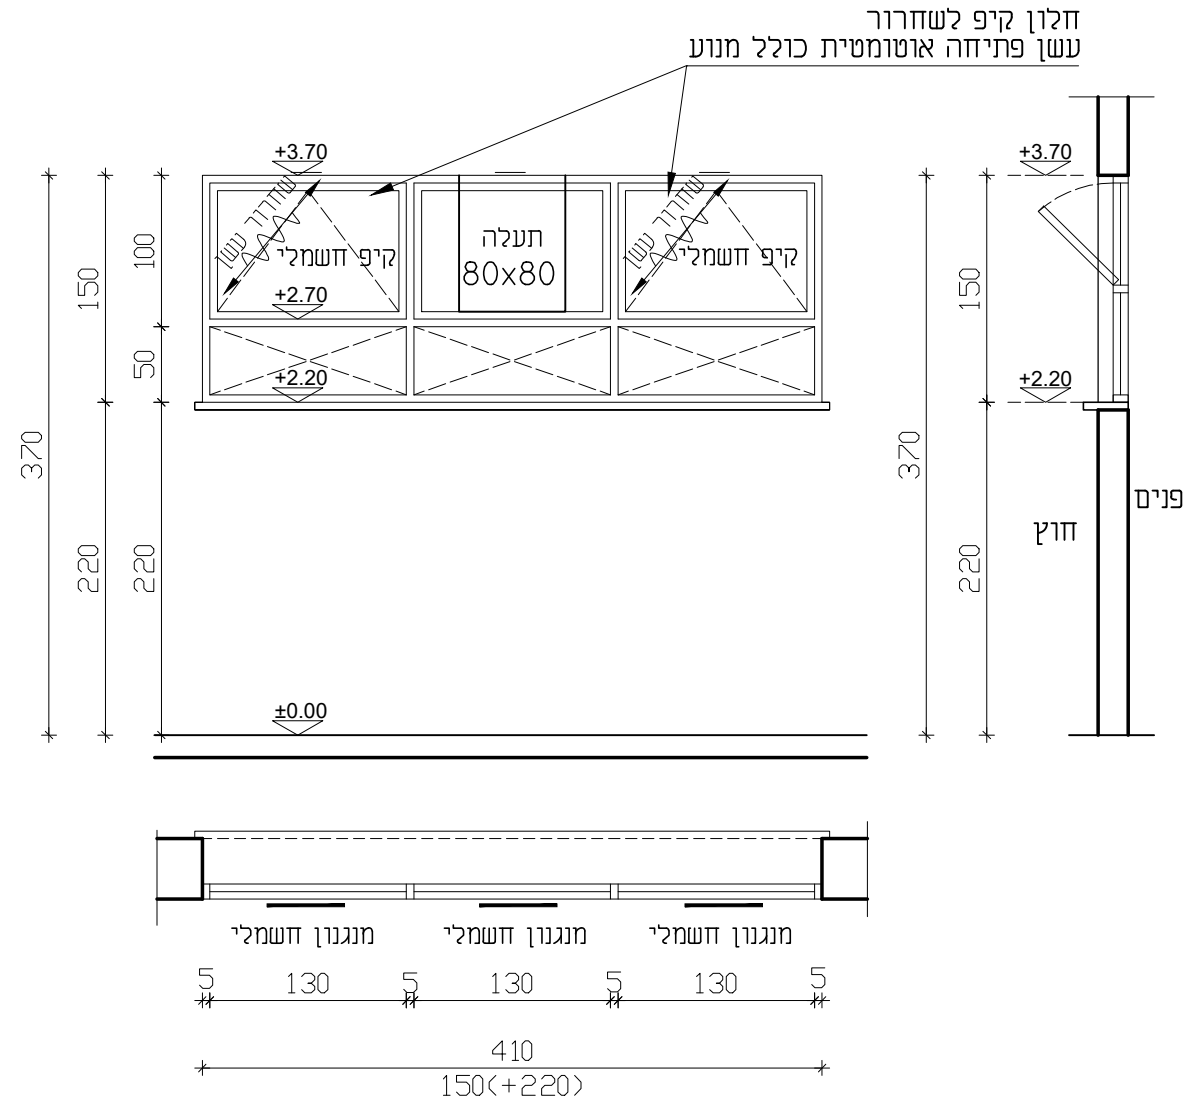 חלון קיפ לשחרור
עשן פתיחה אוטומטית כולל מנוע
+3.70
+3.70
שחרור עשן
שחרור עשן
קיפ חשמלי
תעלה
80x80
קיפ חשמלי
100
150
150
+2.70
50
+2.20
+2.20
370
370
פנים
חוץ
220
220
220
±0.00
מנגנון חשמלי
מנגנון חשמלי
מנגנון חשמלי
5
130
5
130
5
130
5
410
150(+220)